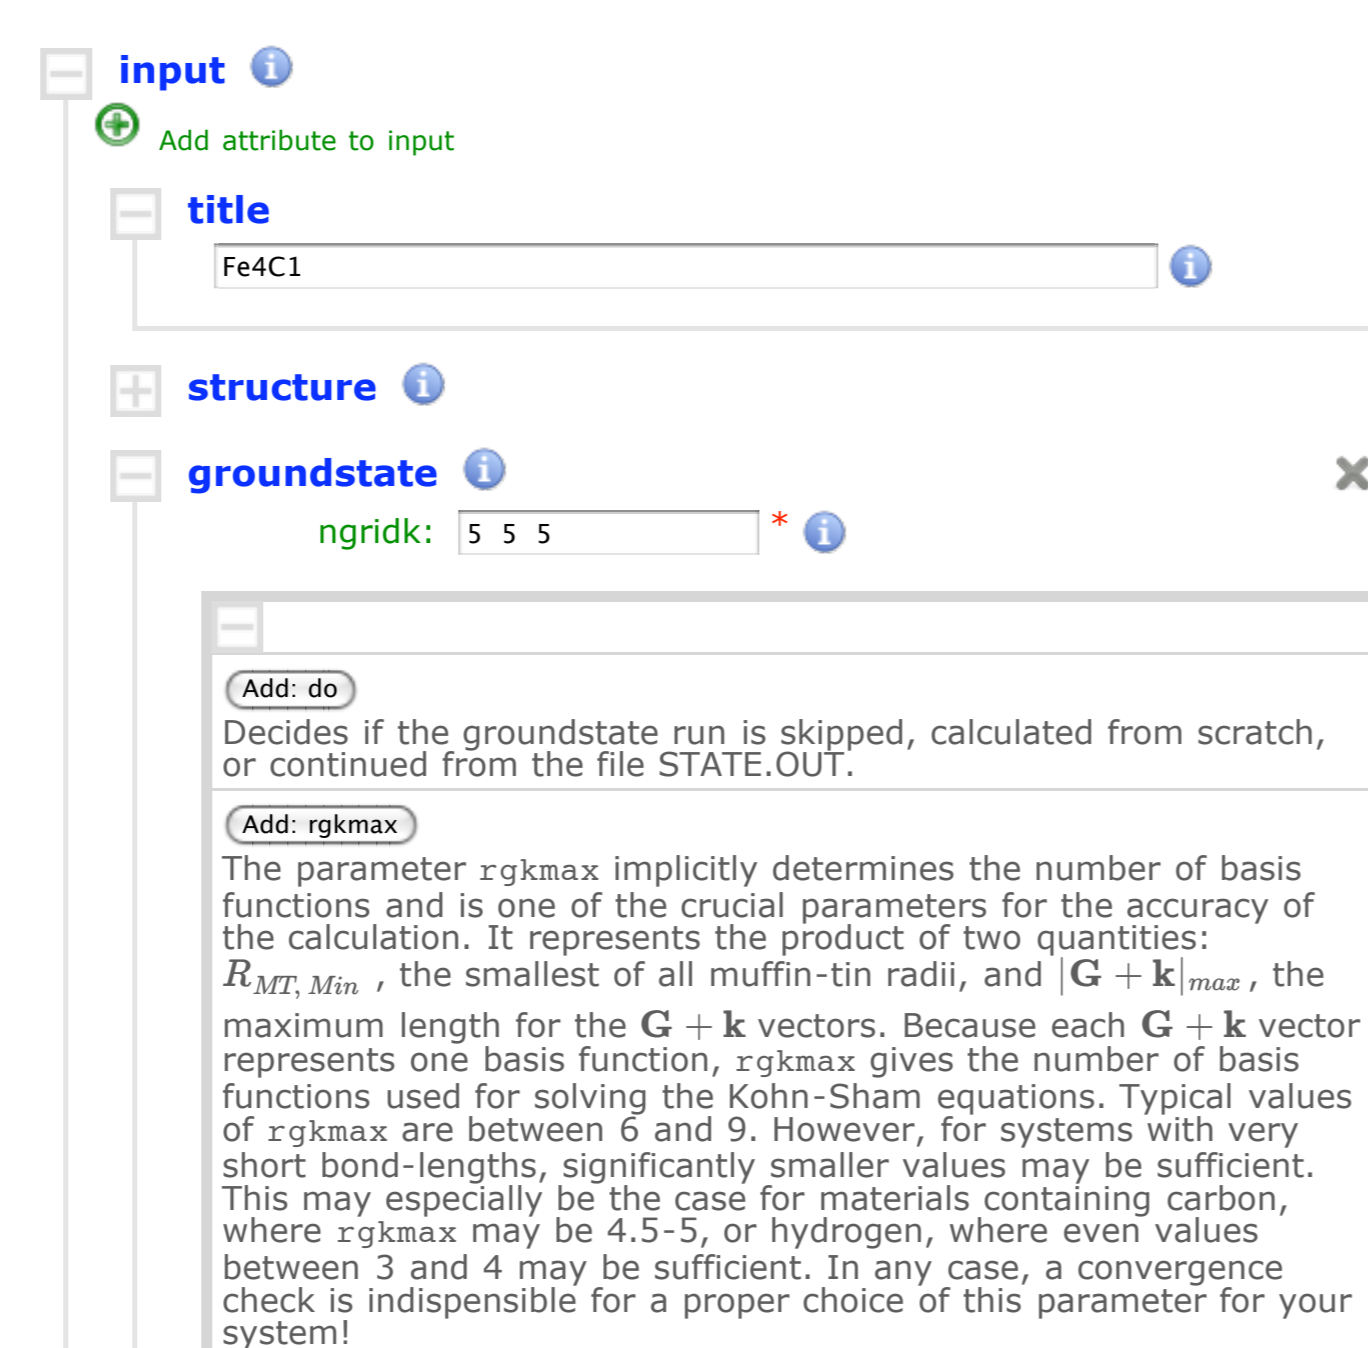 input
Add attribute to input
title
Fe4C1
structure
groundstate
ngridk: 5 5 5 *
Add: do
Decides if the groundstate run is skipped, calculated from scratch,
or continued from the file STATE.OUT.
Add: rgkmax
The parameter rgkmax implicitly determines the number of basis
functions and is one of the crucial parameters for the accuracy of
the calculation. It represents the product of two quantities:
R_{MT, Min} , the smallest of all muffin-tin radii, and |G + k|_{max}, the
maximum length for the G + k vectors. Because each G + k vector
represents one basis function, rgkmax gives the number of basis
functions used for solving the Kohn-Sham equations. Typical values
of rgkmax are between 6 and 9. However, for systems with very
short bond-lengths, significantly smaller values may be sufficient.
This may especially be the case for materials containing carbon,
where rgkmax may be 4.5-5, or hydrogen, where even values
between 3 and 4 may be sufficient. In any case, a convergence
check is indispensible for a proper choice of this parameter for your
system!